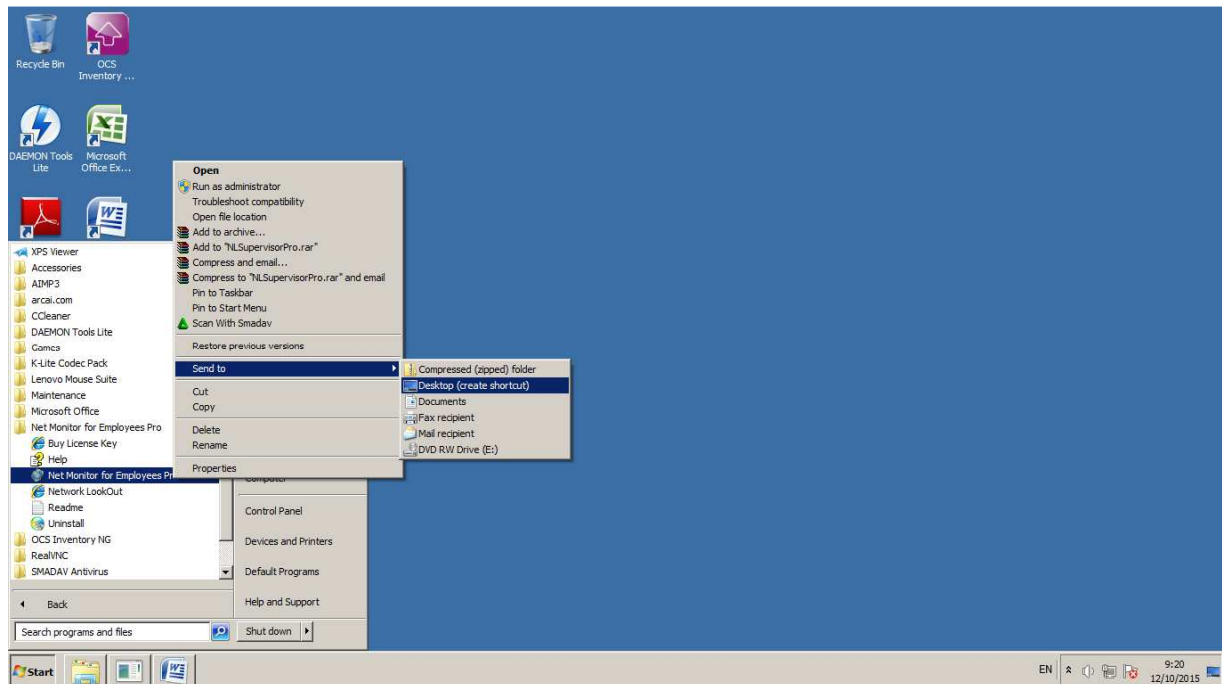 Recycle Bin
OCS
Inventory ...
DAEMON Tools
Lite
Microsoft
Office Ex...
XPS Viewer
Accessories
AIMP3
arcai.com
CCleaner
DAEMON Tools Lite
Games
K-Lite Codec Pack
Lenovo Mouse Suite
Maintenance
Microsoft Office
Net Monitor for Employees Pro
Buy License Key
Help
Net Monitor for Employees Pr
Network LookOut
Readme
Uninstall
OCS Inventory NG
RealVNC
SMADAV Antivirus
Back
Search programs and files
Open
Run as administrator
Troubleshoot compatibility
Open file location
Add to archive...
Add to "NLSupervisorPro.rar"
Compress and email...
Compress to "NLSupervisorPro.rar" and email
Pin to Taskbar
Pin to Start Menu
Scan With Smadav
Restore previous versions
Send to
Cut
Copy
Delete
Rename
Properties
Compressed (zipped) folder
Desktop (create shortcut)
Documents
Fax recipient
Mail recipient
DVD RW Drive (E:)
Computer
Control Panel
Devices and Printers
Default Programs
Help and Support
Shut down
Start
EN
9:20
12/10/2015